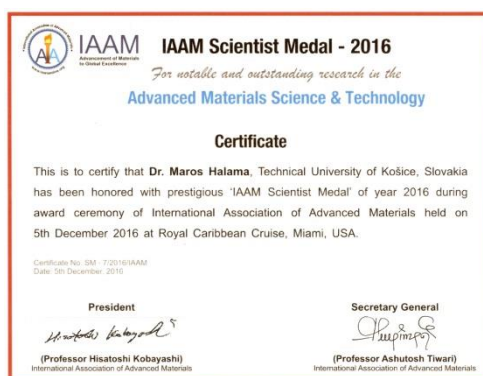 IAAM
Advancement of Materials
to Global Excellence
IAAM Scientist Medal - 2016
For notable and outstanding research in the
Advanced Materials Science & Technology
Certificate
This is to certify that Dr. Maros Halama, Technical University of Košice, Slovakia
has been honored with prestigious 'IAAM Scientist Medal' of year 2016 during
award ceremony of International Association of Advanced Materials held on
5th December 2016 at Royal Caribbean Cruise, Miami, USA.
Certificate No: SM - 7/2016/IAAM
Date: 5th December, 2016
President
Secretary General
Hisatoshi Kobayashi
(Professor Hisatoshi Kobayashi)
(Professor Ashutosh Tiwari)
International Association of Advanced Materials
International Association of Advanced Materials